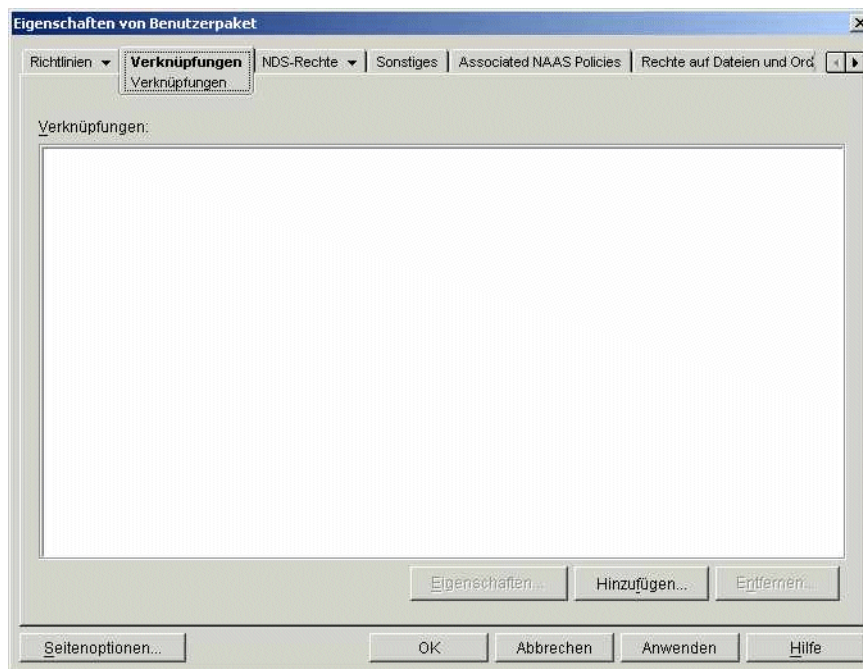 Eigenschaften von Benutzerpaket
Richtlinien Verknüpfungen NDS-Rechte Sonstiges Associated NAAS Policies Rechte auf Dateien und Ord
Verknüpfungen
Verknüpfungen:
Eigenschaften... Hinzufügen... Entfernen...
Seitenoptionen... OK Abbrechen Anwenden Hilfe